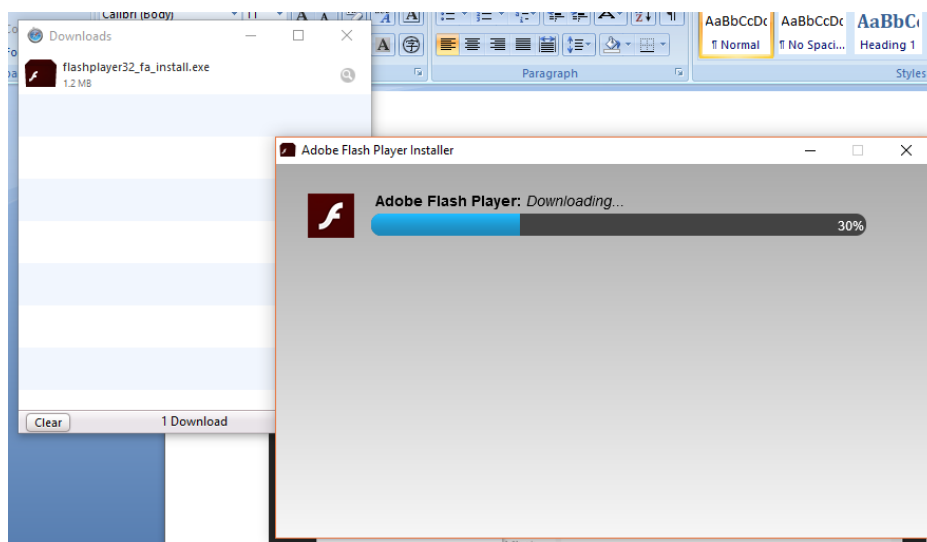 Calibri (Body)
11
AaBbCcDc
AaBbCcDc
¶ Normal
¶ No Spaci...
Heading 1
Paragraph
Styles
Downloads
flashplayer32_fa_install.exe
1.2 MB
Clear
1 Download
Adobe Flash Player Installer
Adobe Flash Player: Downloading...
30%